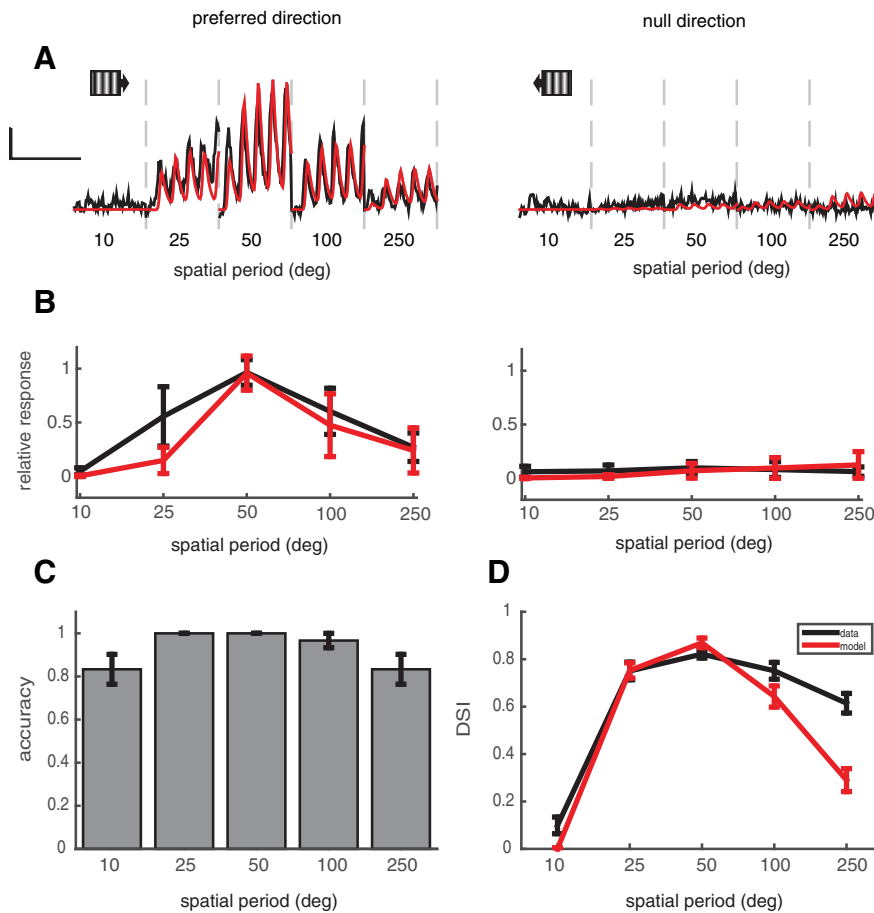 preferred direction
null direction
A
10 25 50 100 250
spatial period (deg)
10 25 50 100 250
spatial period (deg)
B
relative response
1
0.5
0
10 25 50 100 250
spatial period (deg)
1
0.5
0
10 25 50 100 250
spatial period (deg)
C
accuracy
1
0.8
0.6
0.4
0.2
0
10 25 50 100 250
spatial period (deg)
D
DSI
1
0.8
0.6
0.4
0.2
0
data
model
10 25 50 100 250
spatial period (deg)